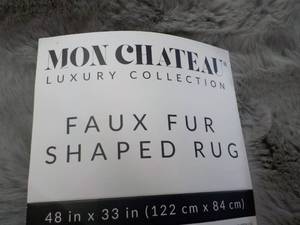 MON CHATEAU®
LUXURY COLLECTION
FAUX FUR
SHAPED RUG
48 in x 33 in (122 cm x 84 cm)